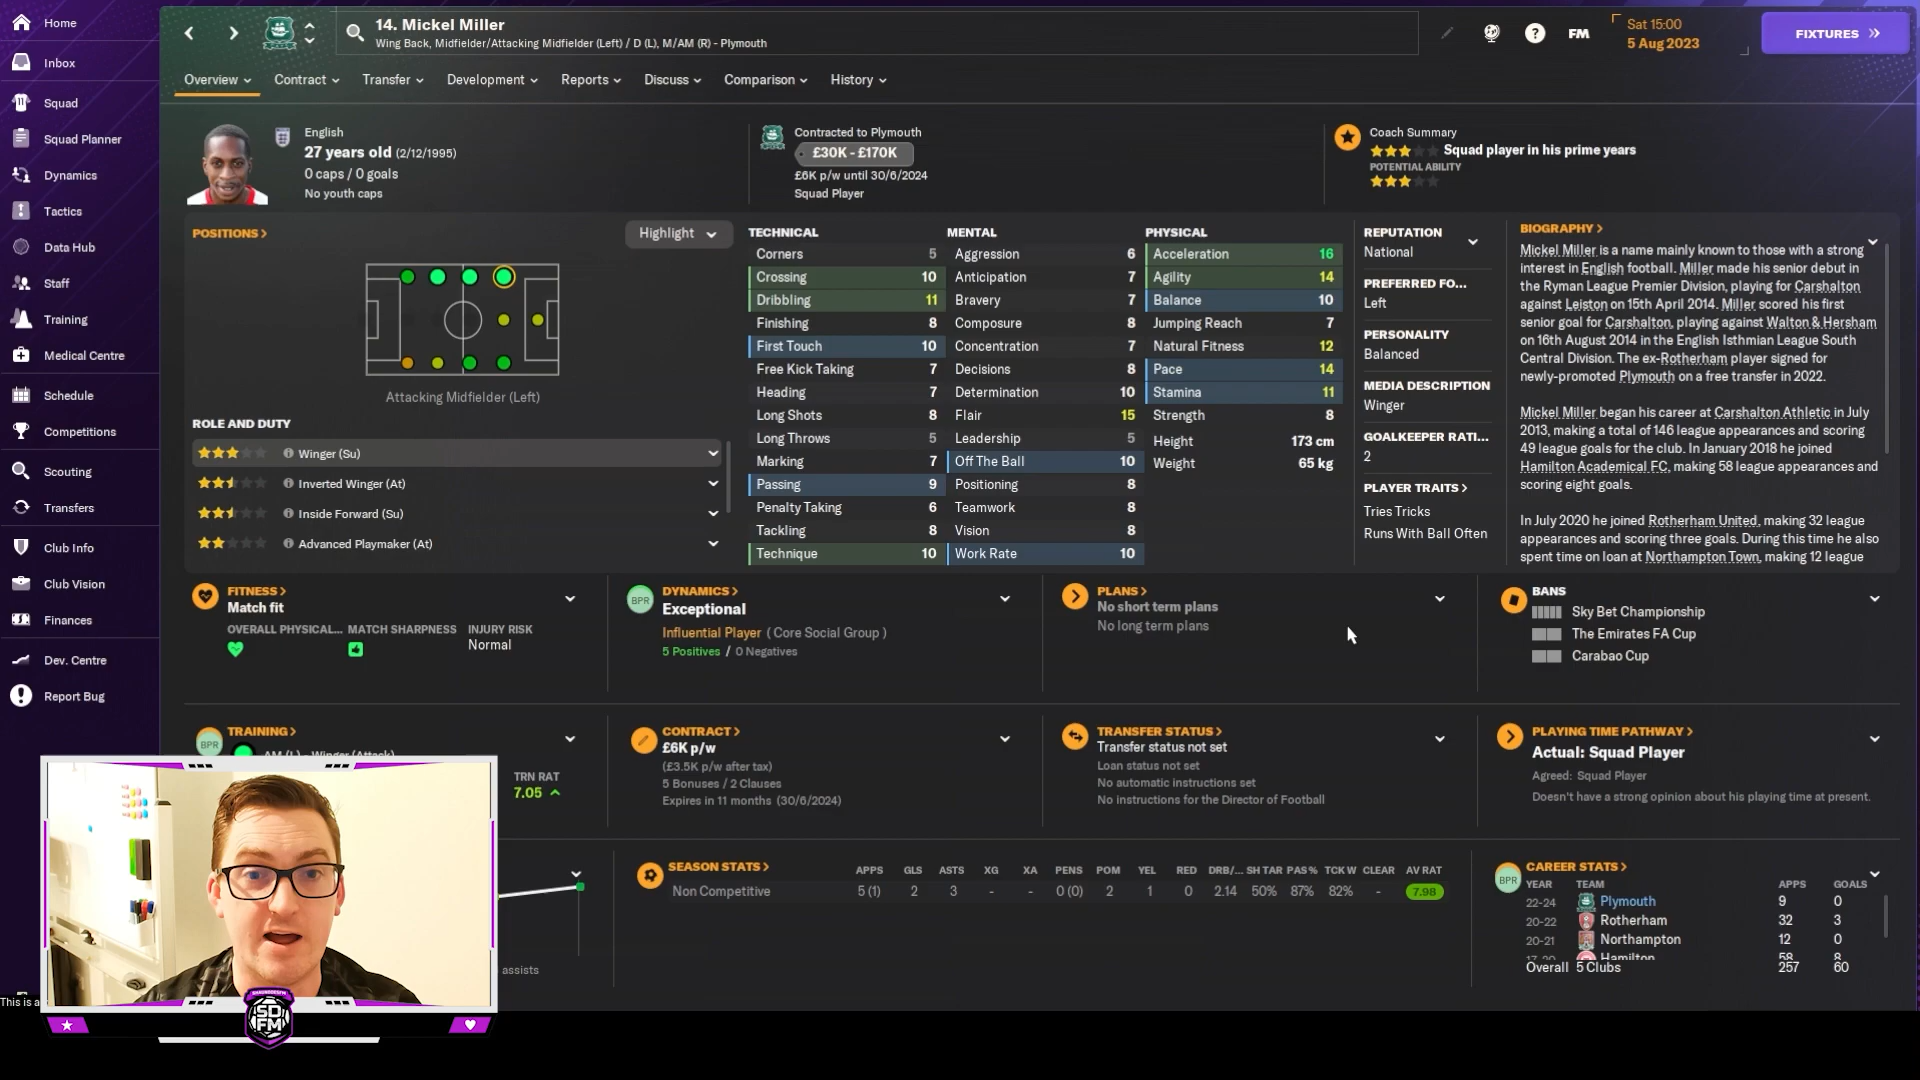 Home
Inbox
Squad
Squad Planner
Dynamics
Tactics
Data Hub
Staff
Training
Medical Centre
Schedule
Competitions
Scouting
Transfers
Club Info
Club Vision
Finances
Dev. Centre
Report Bug
14. Mickel Miller
Wing Back, Midfielder/Attacking Midfielder (Left) / D (L), M/AM (R) - Plymouth
FM
Sat 15:00
5 Aug 2023
FIXTURES
Overview
Contract
Transfer
Development
Reports
Discuss
Comparison
History
English
27 years old (2/12/1995)
0 caps / 0 goals
No youth caps
Contracted to Plymouth
£30K - £170K
£6K p/w until 30/6/2024
Squad Player
Coach Summary
Squad player in his prime years
POTENTIAL ABILITY
POSITIONS >
Highlight
Attacking Midfielder (Left)
ROLE AND DUTY
Winger (Su)
Inverted Winger (At)
Inside Forward (Su)
Advanced Playmaker (At)
TECHNICAL
Corners 5
Crossing 10
Dribbling 11
Finishing 8
First Touch 10
Free Kick Taking 7
Heading 7
Long Shots 8
Long Throws 5
Marking 7
Passing 9
Penalty Taking 6
Tackling 8
Technique 10
MENTAL
Aggression 6
Anticipation 7
Bravery 7
Composure 8
Concentration 7
Decisions 8
Determination 10
Flair 15
Leadership 5
Off The Ball 10
Positioning 8
Teamwork 8
Vision 8
Work Rate 10
PHYSICAL
Acceleration 16
Agility 14
Balance 10
Jumping Reach 7
Natural Fitness 12
Pace 14
Stamina 11
Strength 8
Height 173 cm
Weight 65 kg
REPUTATION
National
PREFERRED FO...
Left
PERSONALITY
Balanced
MEDIA DESCRIPTION
Winger
GOALKEEPER RATI...
2
PLAYER TRAITS >
Tries Tricks
Runs With Ball Often
BIOGRAPHY >
Mickel Miller is a name mainly known to those with a strong
interest in English football. Miller made his senior debut in
the Ryman League Premier Division, playing for Carshalton
against Leiston on 15th April 2014. Miller scored his first
senior goal for Carshalton, playing against Walton & Hersham
on 16th August 2014 in the English Isthmian League South
Central Division. The ex-Rotherham player signed for
newly-promoted Plymouth on a free transfer in 2022.
Mickel Miller began his career at Carshalton Athletic in July
2013, making a total of 146 league appearances and scoring
49 league goals for the club. In January 2018 he joined
Hamilton Academical FC, making 58 league appearances and
scoring eight goals.
In July 2020 he joined Rotherham United, making 32 league
appearances and scoring three goals. During this time he also
spent time on loan at Northampton Town, making 12 league
FITNESS >
Match fit
OVERALL PHYSICAL... MATCH SHARPNESS INJURY RISK
Normal
BPR
DYNAMICS >
Exceptional
Influential Player ( Core Social Group )
5 Positives / 0 Negatives
PLANS >
No short term plans
No long term plans
BANS
Sky Bet Championship
The Emirates FA Cup
Carabao Cup
BPR
TRAINING >
AM (L) - Winger (Attack)
TRN RAT
7.05
CONTRACT >
£6K p/w
(£3.5K p/w after tax)
5 Bonuses / 2 Clauses
Expires in 11 months (30/6/2024)
TRANSFER STATUS >
Transfer status not set
Loan status not set
No automatic instructions set
No instructions for the Director of Football
PLAYING TIME PATHWAY >
Actual: Squad Player
Agreed: Squad Player
Doesn't have a strong opinion about his playing time at present.
assists
SEASON STATS > APPS GLS ASTS XG XA PENS POM YEL RED DRB/... SH TAR PAS % TCK W CLEAR AV RAT
Non Competitive 5 (1) 2 3 - - 0 (0) 2 1 0 2.14 50% 87% 82% - 7.98
BPR
CAREER STATS >
YEAR TEAM APPS GOALS
22-24 Plymouth 9 0
20-22 Rotherham 32 3
20-21 Northampton 12 0
17-20 Hamilton 58 8
Overall 5 Clubs 257 60
This is a
SD
FM